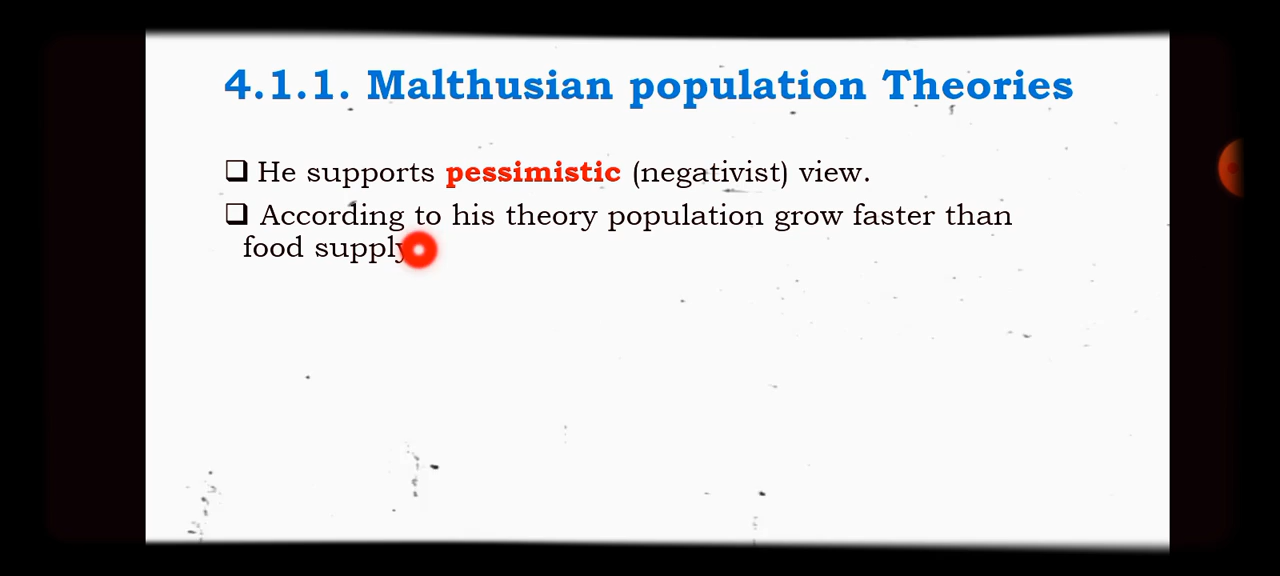 4.1.1. Malthusian population Theories
❑ He supports pessimistic (negativist) view.
❑ According to his theory population grow faster than
food supply